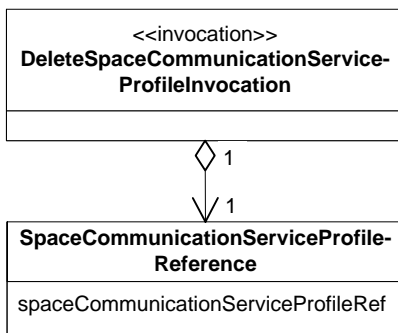 <<invocation>>
DeleteSpaceCommunicationService-
ProfileInvocation
1
1
SpaceCommunicationServiceProfile-
Reference
spaceCommunicationServiceProfileRef